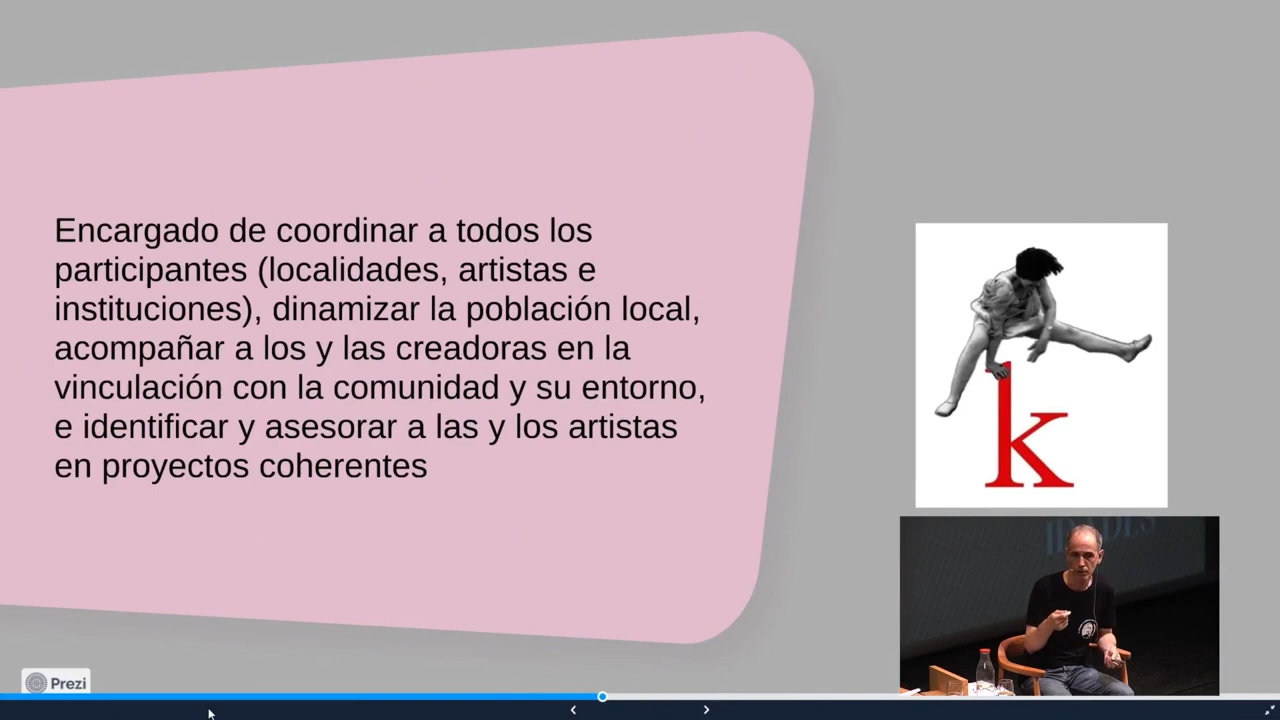 Encargado de coordinar a todos los
participantes (localidades, artistas e
instituciones), dinamizar la población local,
acompañar a los y las creadoras en la
vinculación con la comunidad y su entorno,
e identificar y asesorar a las y los artistas
en proyectos coherentes
k
Prezi